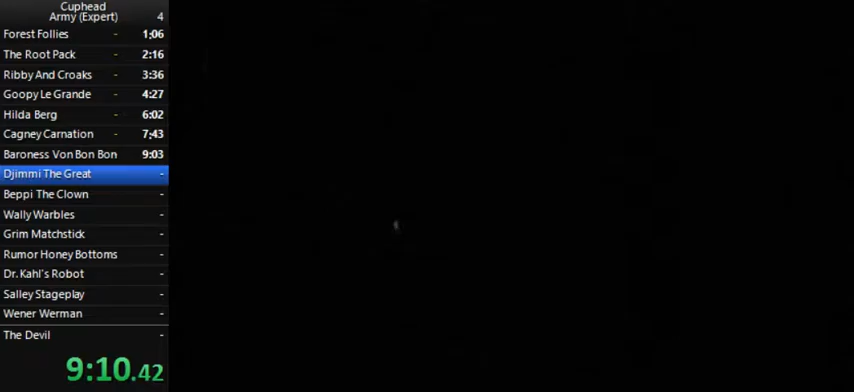 Cuphead
Army (Expert) 4
Forest Follies - 1:06
The Root Pack - 2:16
Ribby And Croaks - 3:36
Goopy Le Grande - 4:27
Hilda Berg - 6:02
Cagney Carnation - 7:43
Baroness Von Bon Bon 9:03
Djimmi The Great -
Beppi The Clown -
Wally Warbles -
Grim Matchstick -
Rumor Honey Bottoms -
Dr. Kahl's Robot -
Salley Stageplay -
Wener Werman -
The Devil -
9:10.42